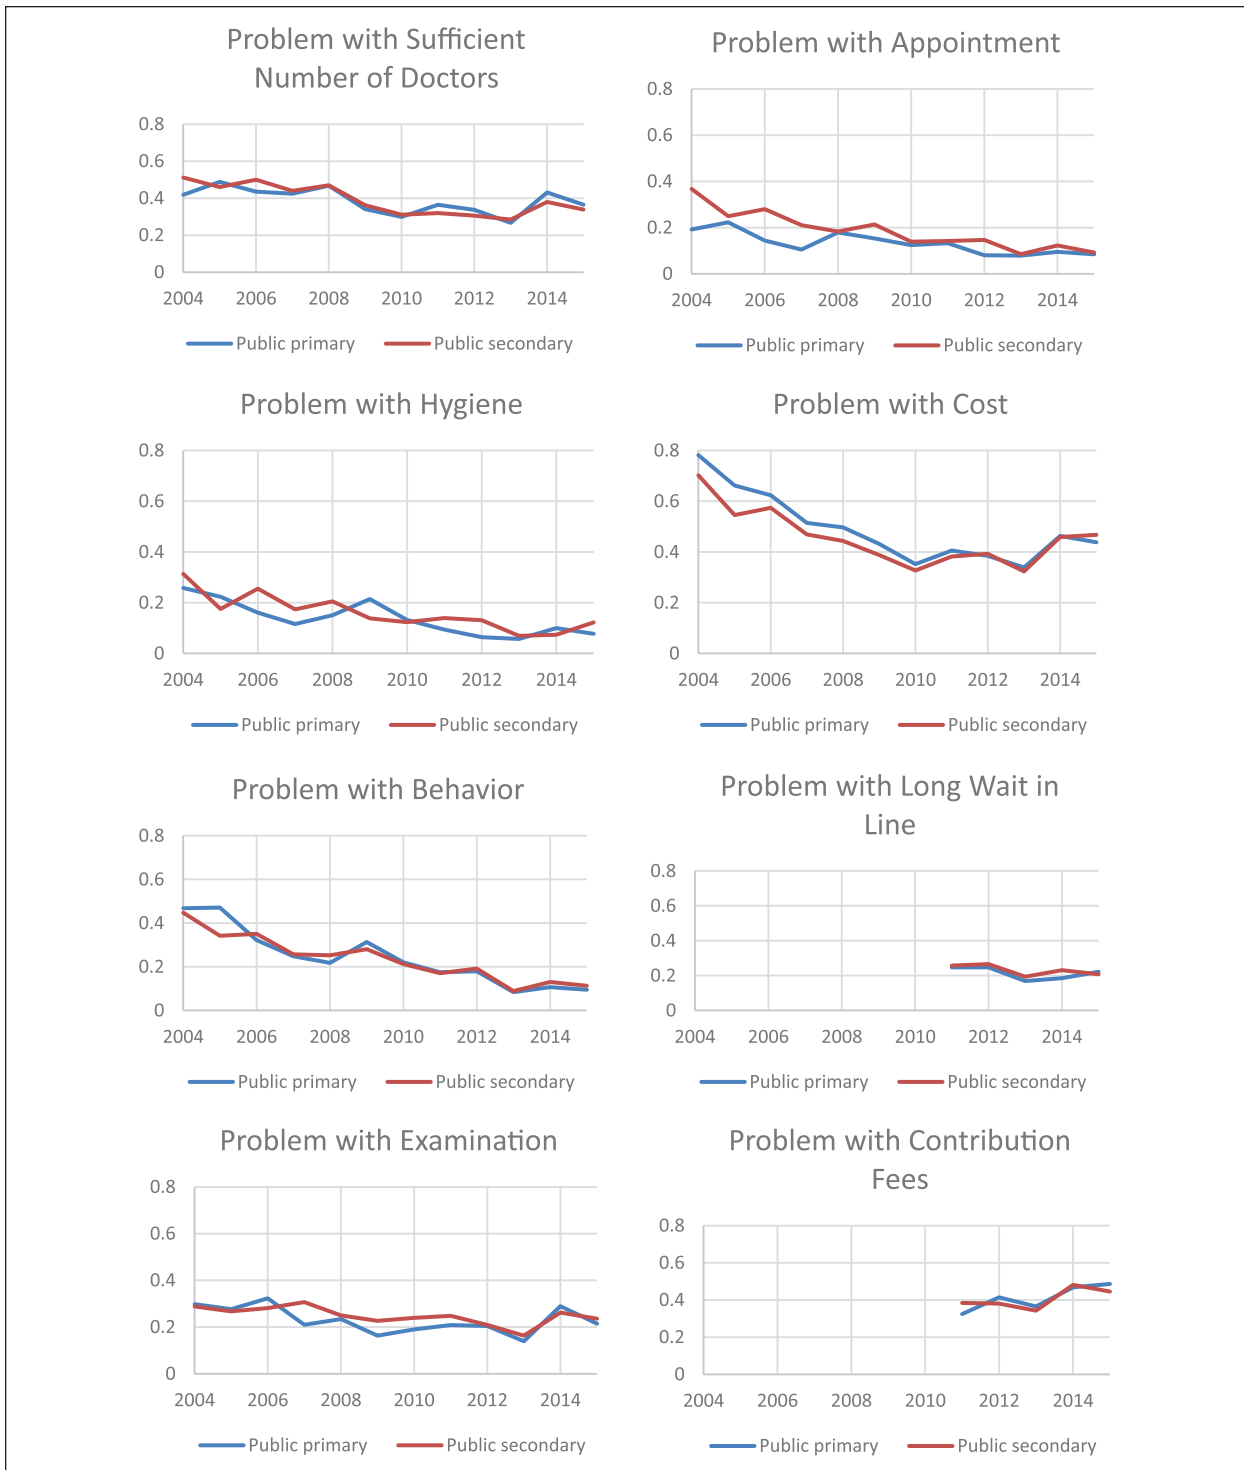 Problem with Sufficient
Number of Doctors
0.8
0.6
0.4
0.2
0
2004 2006 2008 2010 2012 2014
Public primary Public secondary
Problem with Appointment
0.8
0.6
0.4
0.2
0
2004 2006 2008 2010 2012 2014
Public primary Public secondary
Problem with Hygiene
0.8
0.6
0.4
0.2
0
2004 2006 2008 2010 2012 2014
Public primary Public secondary
Problem with Cost
0.8
0.6
0.4
0.2
0
2004 2006 2008 2010 2012 2014
Public primary Public secondary
Problem with Behavior
0.8
0.6
0.4
0.2
0
2004 2006 2008 2010 2012 2014
Public primary Public secondary
Problem with Long Wait in
Line
0.8
0.6
0.4
0.2
0
2004 2006 2008 2010 2012 2014
Public primary Public secondary
Problem with Examination
0.8
0.6
0.4
0.2
0
2004 2006 2008 2010 2012 2014
Public primary Public secondary
Problem with Contribution
Fees
0.8
0.6
0.4
0.2
0
2004 2006 2008 2010 2012 2014
Public primary Public secondary